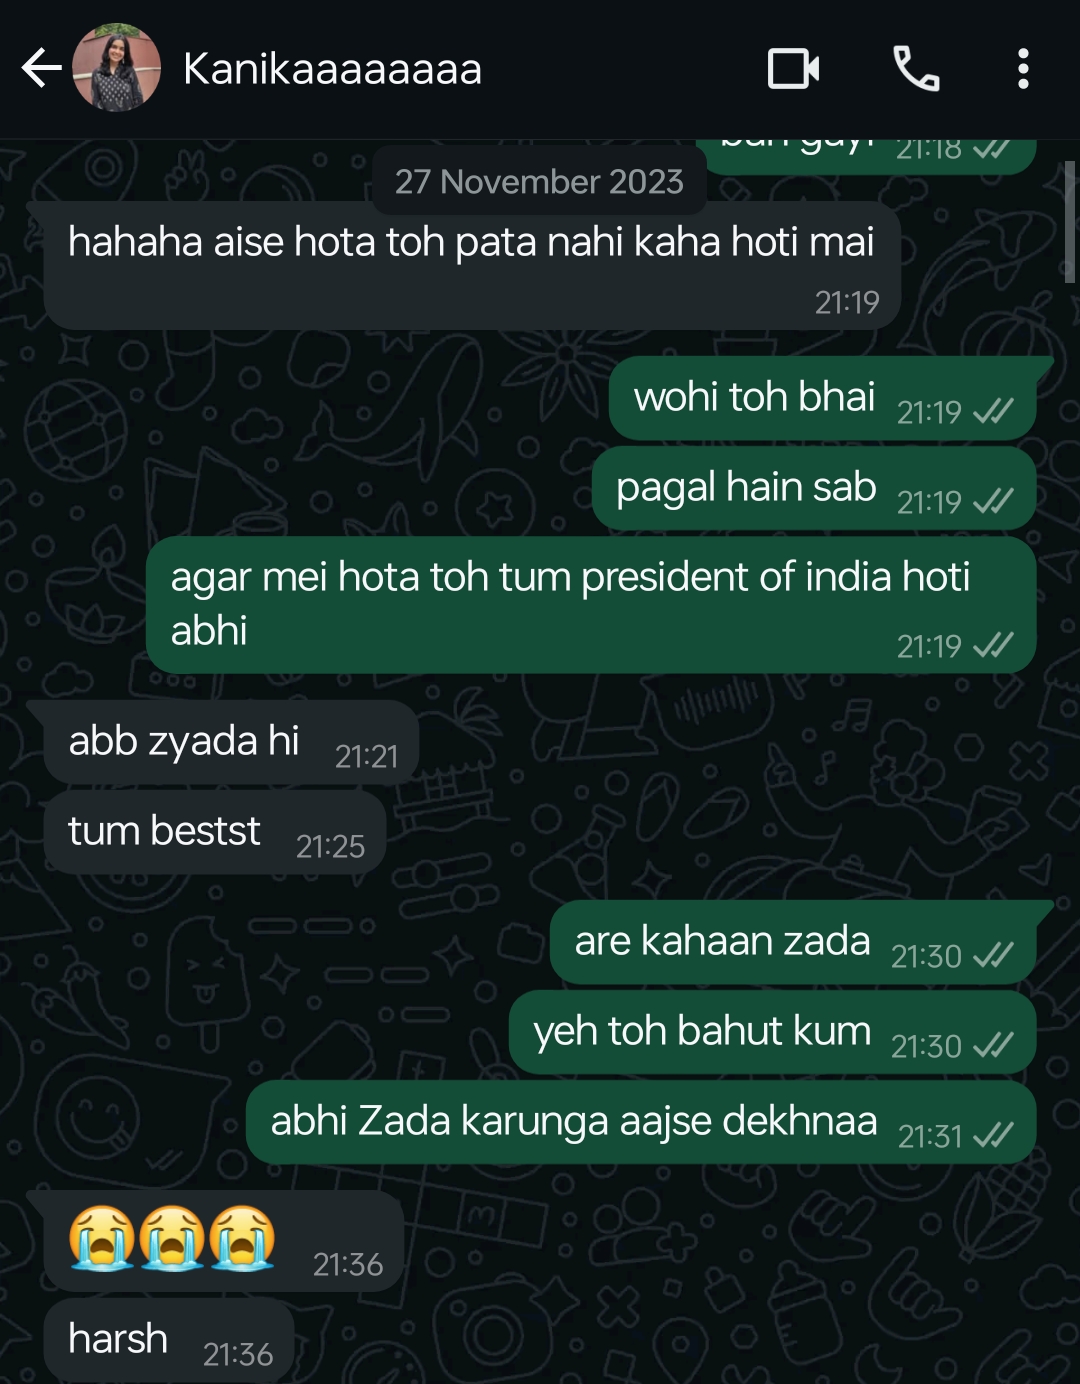 Kanikaaaaaaaaa
21:18
27 November 2023
hahaha aise hota toh pata nahi kaha hoti mai
21:19
wohi toh bhai 21:19
pagal hain sab 21:19
agar mei hota toh tum president of india hoti
abhi
21:19
abb zyada hi 21:21
tum bestst 21:25
are kahaan zada 21:30
yeh toh bahut kum 21:30
abhi Zada karunga aajse dekhnaa 21:31
😭😭😭 21:36
harsh 21:36